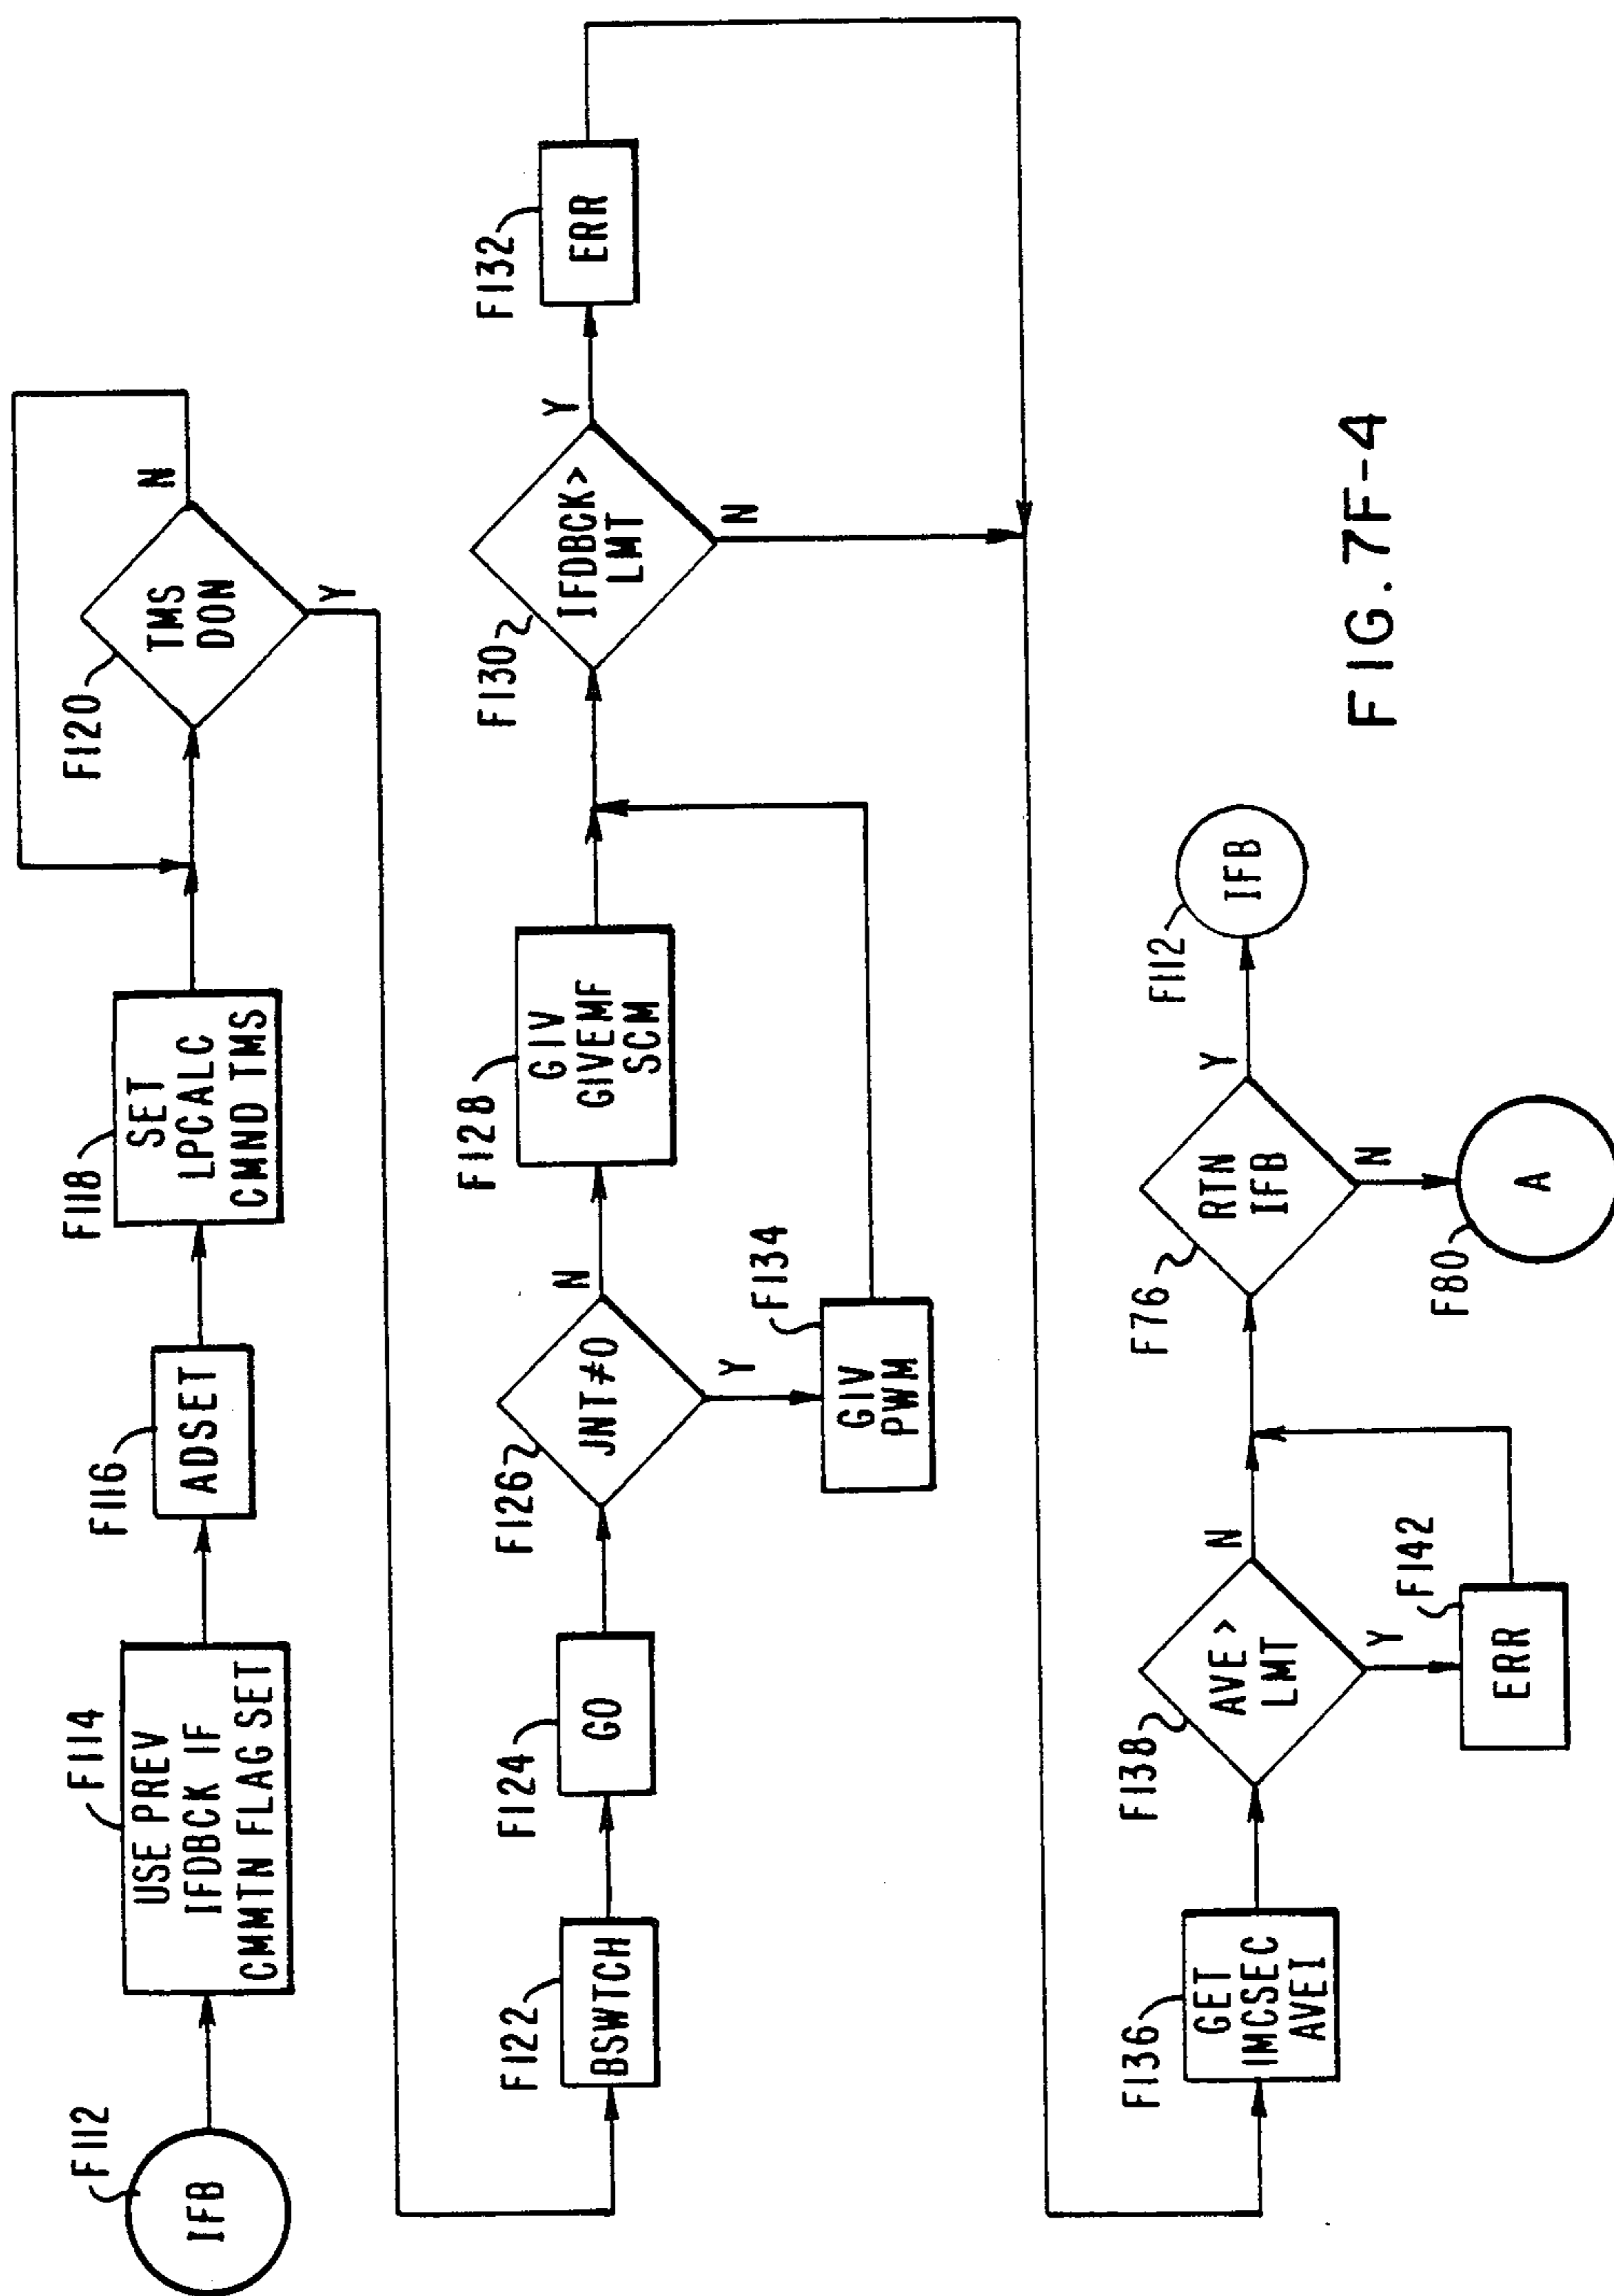 F112
IFB
F114
USE PREV
IFDBCK IF
CMMTN FLAG SET
F116
ADSET
F118
SET
LPCALC
CMND TMS
F120
TMS
DON
N
Y
F122
BSWTCH
F124
GO
F126
JNT≠0
N
Y
F128
GIV
GIVEMF
SCM
F134
GIV
PWM
F130
IFDBCK>
LMT
Y
N
F132
ERR
F136
GET
IMCSEC
AVEI
F138
AVE >
LMT
N
Y
F142
ERR
F76
RTN
IFB
Y
N
F112
IFB
F80
A
FIG. 7F-4